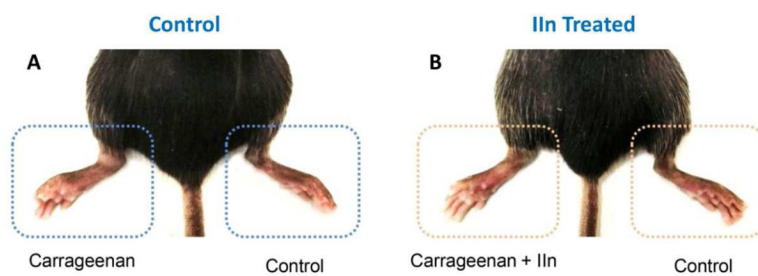 Control
IIn Treated
A
B
Carrageenan
Control
Carrageenan + IIn
Control